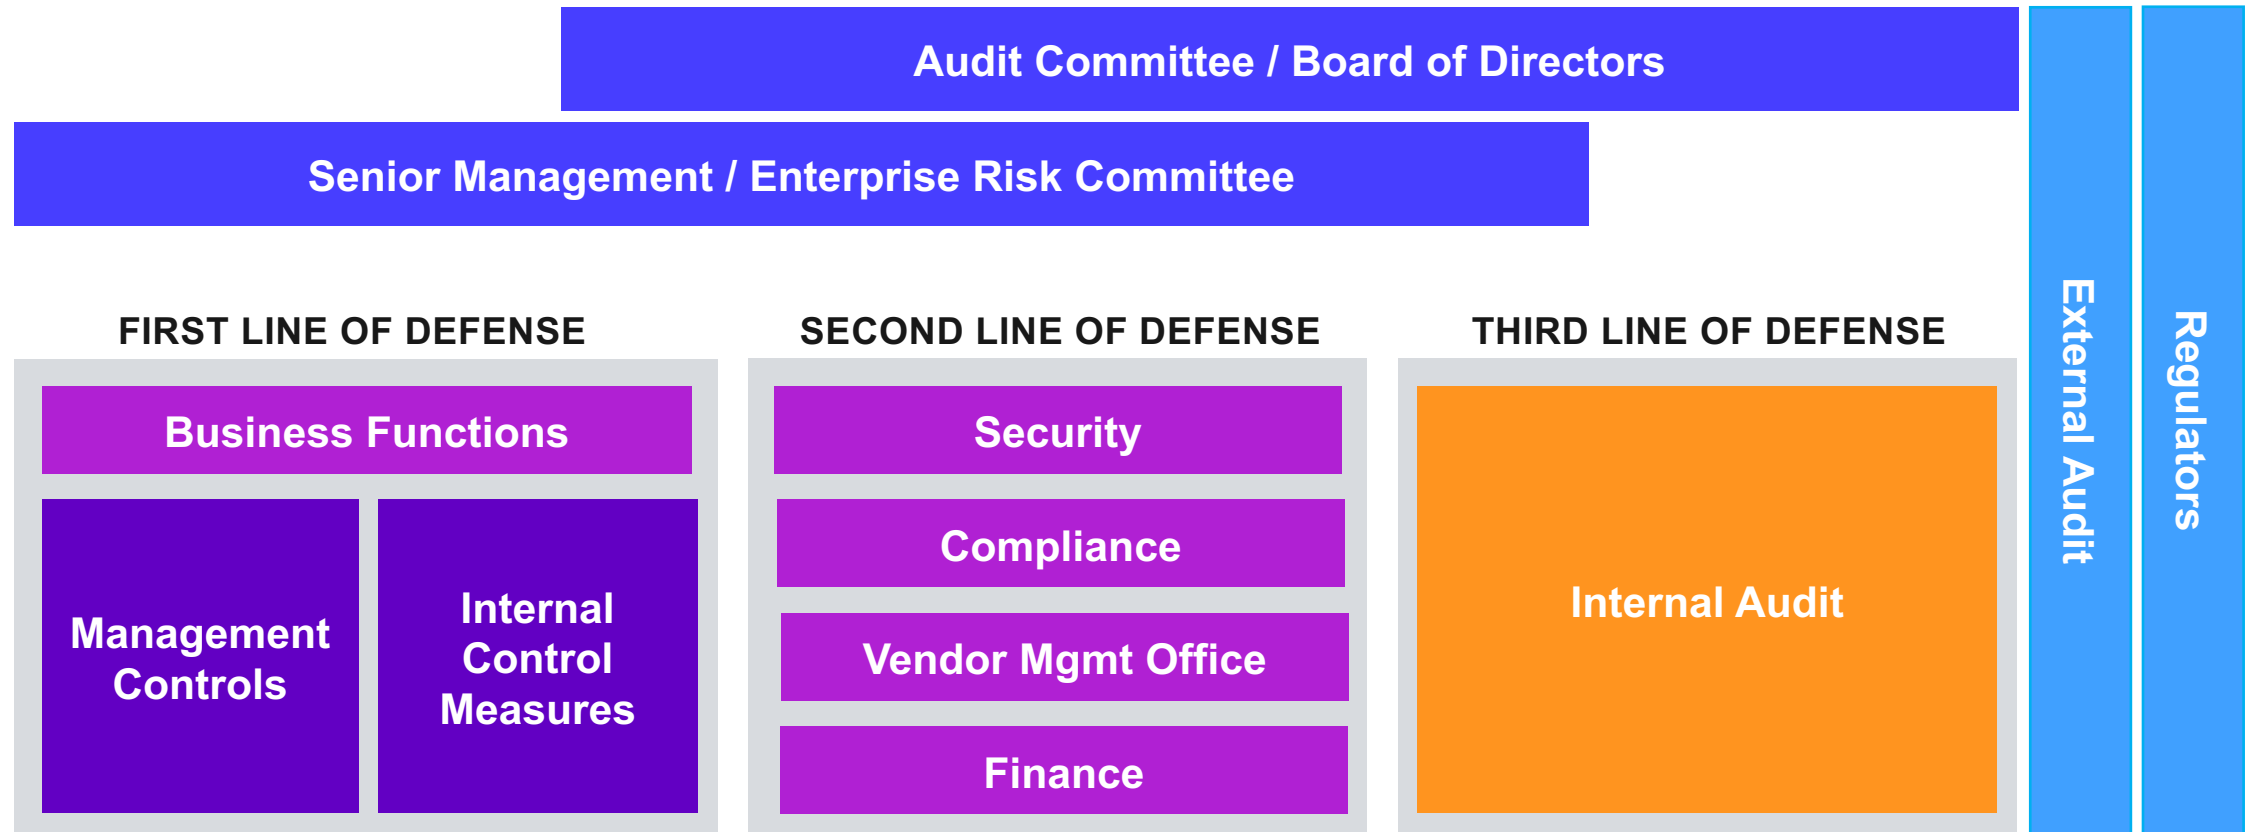 Audit Committee / Board of Directors
Senior Management / Enterprise Risk Committee
FIRST LINE OF DEFENSE
Business Functions
Management
Controls
Internal
Control
Measures
SECOND LINE OF DEFENSE
Security
Compliance
Vendor Mgmt Office
Finance
THIRD LINE OF DEFENSE
Internal Audit
External Audit
Regulators